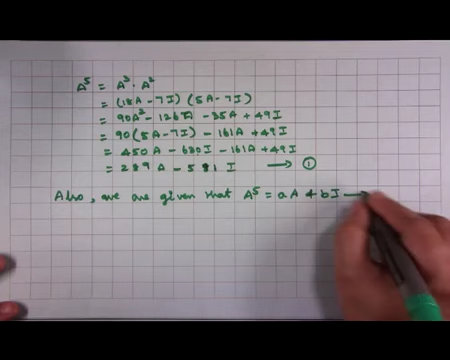 A⁵ = A³ · A²
= (18A - 7I) (5A - 7I)
= 90A² - 126A - 35A + 49I
= 90(5A - 7I) - 161A + 49I
= 450A - 630I - 161A + 49I
= 289A - 581 I → ①
Also, we are given that A⁵ = aA + bI →